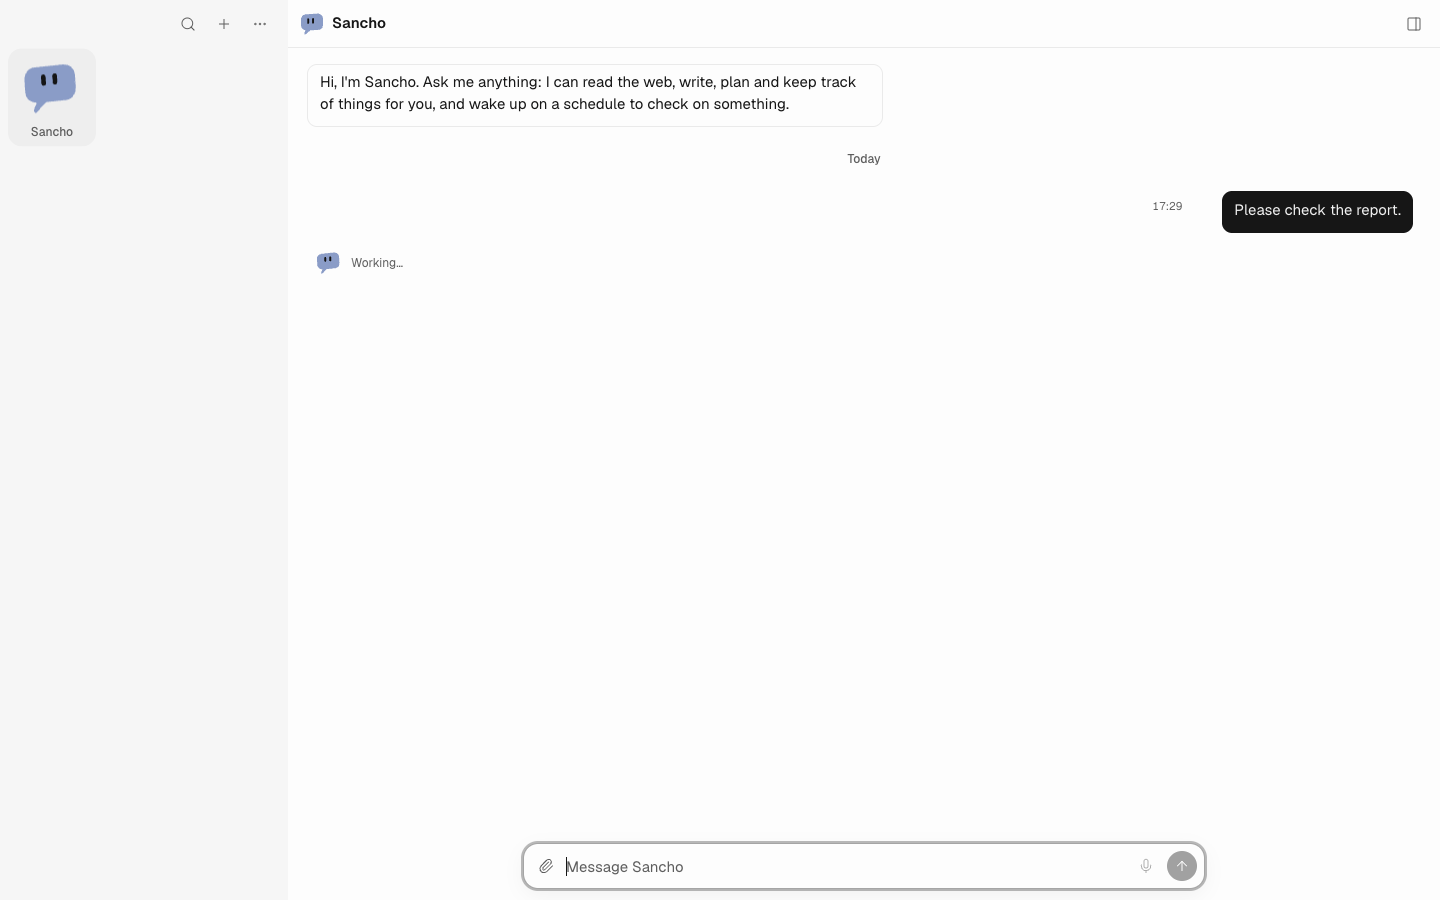 Sancho
Sancho
Hi, I'm Sancho. Ask me anything: I can read the web, write, plan and keep track
of things for you, and wake up on a schedule to check on something.
Today
17:29
Please check the report.
Working…
Message Sancho